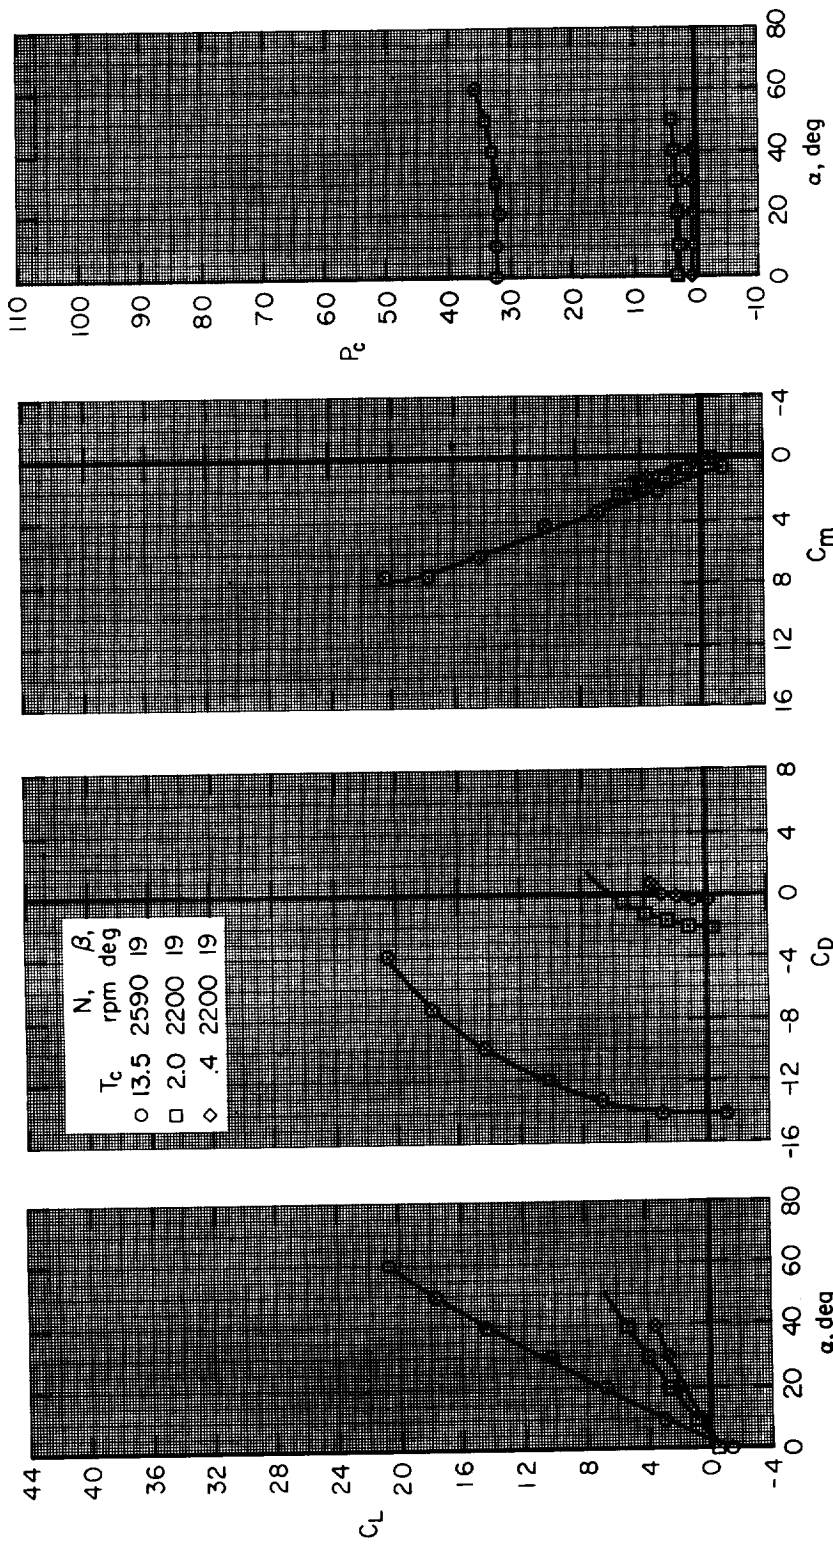 44
40
36
32
28
24
20
16
12
8
4
0
-4
C_L
0 20 40 60 80
α, deg
N, β,
T_c rpm deg
○ 13.5 2590 19
□ 2.0 2200 19
◇ .4 2200 19
-16 -12 -8 -4 0 4 8
C_D
16 12 8 4 0 -4
C_m
110
100
90
80
70
60
50
40
30
20
10
0
-10
P_c
0 20 40 60 80
α, deg